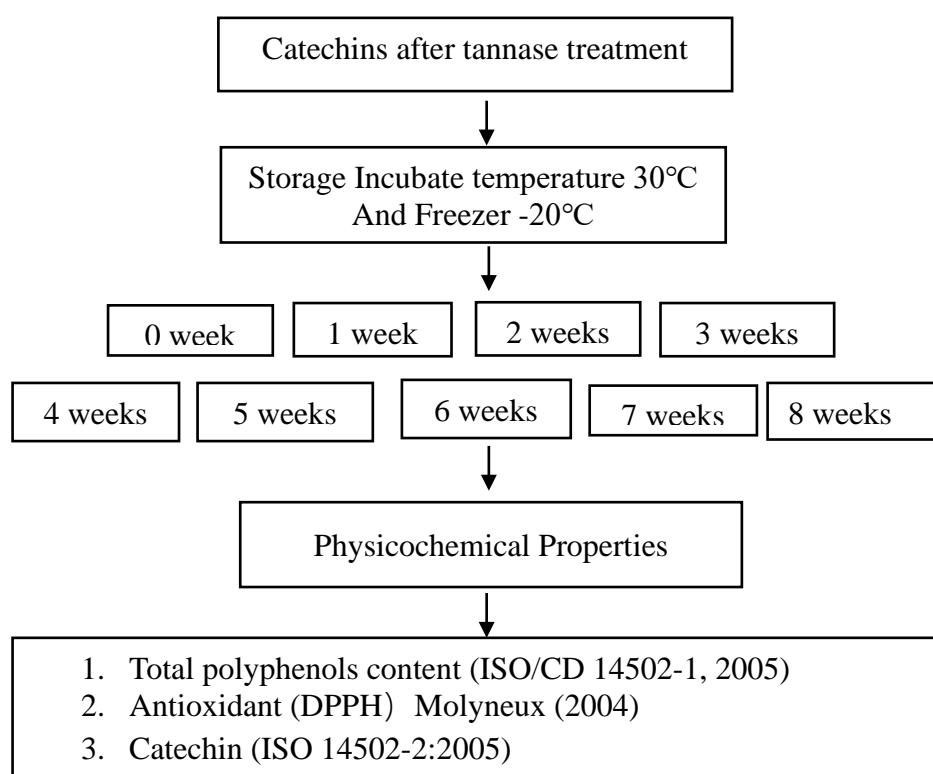 Catechins after tannase treatment
Storage Incubate temperature 30℃
And Freezer -20℃
0 week
1 week
2 weeks
3 weeks
4 weeks
5 weeks
6 weeks
7 weeks
8 weeks
Physicochemical Properties
1. Total polyphenols content (ISO/CD 14502-1, 2005)
2. Antioxidant (DPPH） Molyneux (2004)
3. Catechin (ISO 14502-2:2005)